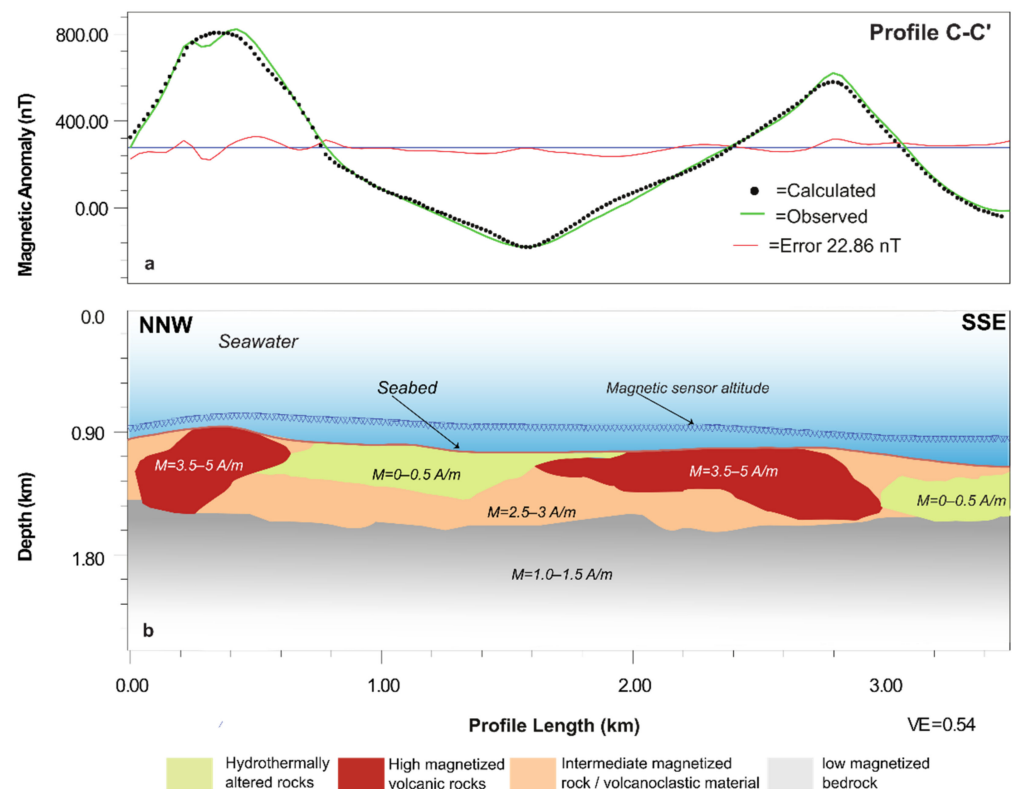 Profile C-C'
800.00
400.00
0.00
Magnetic Anomaly (nT)
=Calculated
=Observed
=Error 22.86 nT
a
NNW
SSE
Seawater
Seabed
Magnetic sensor altitude
0.0
0.90
1.80
Depth (km)
M=3.5–5 A/m
M=0–0.5 A/m
M=3.5–5 A/m
M=0–0.5 A/m
M=2.5–3 A/m
M=1.0–1.5 A/m
b
0.00
1.00
2.00
3.00
Profile Length (km)
VE=0.54
Hydrothermally
altered rocks
High magnetized
volcanic rocks
Intermediate magnetized
rock / volcanoclastic material
low magnetized
bedrock